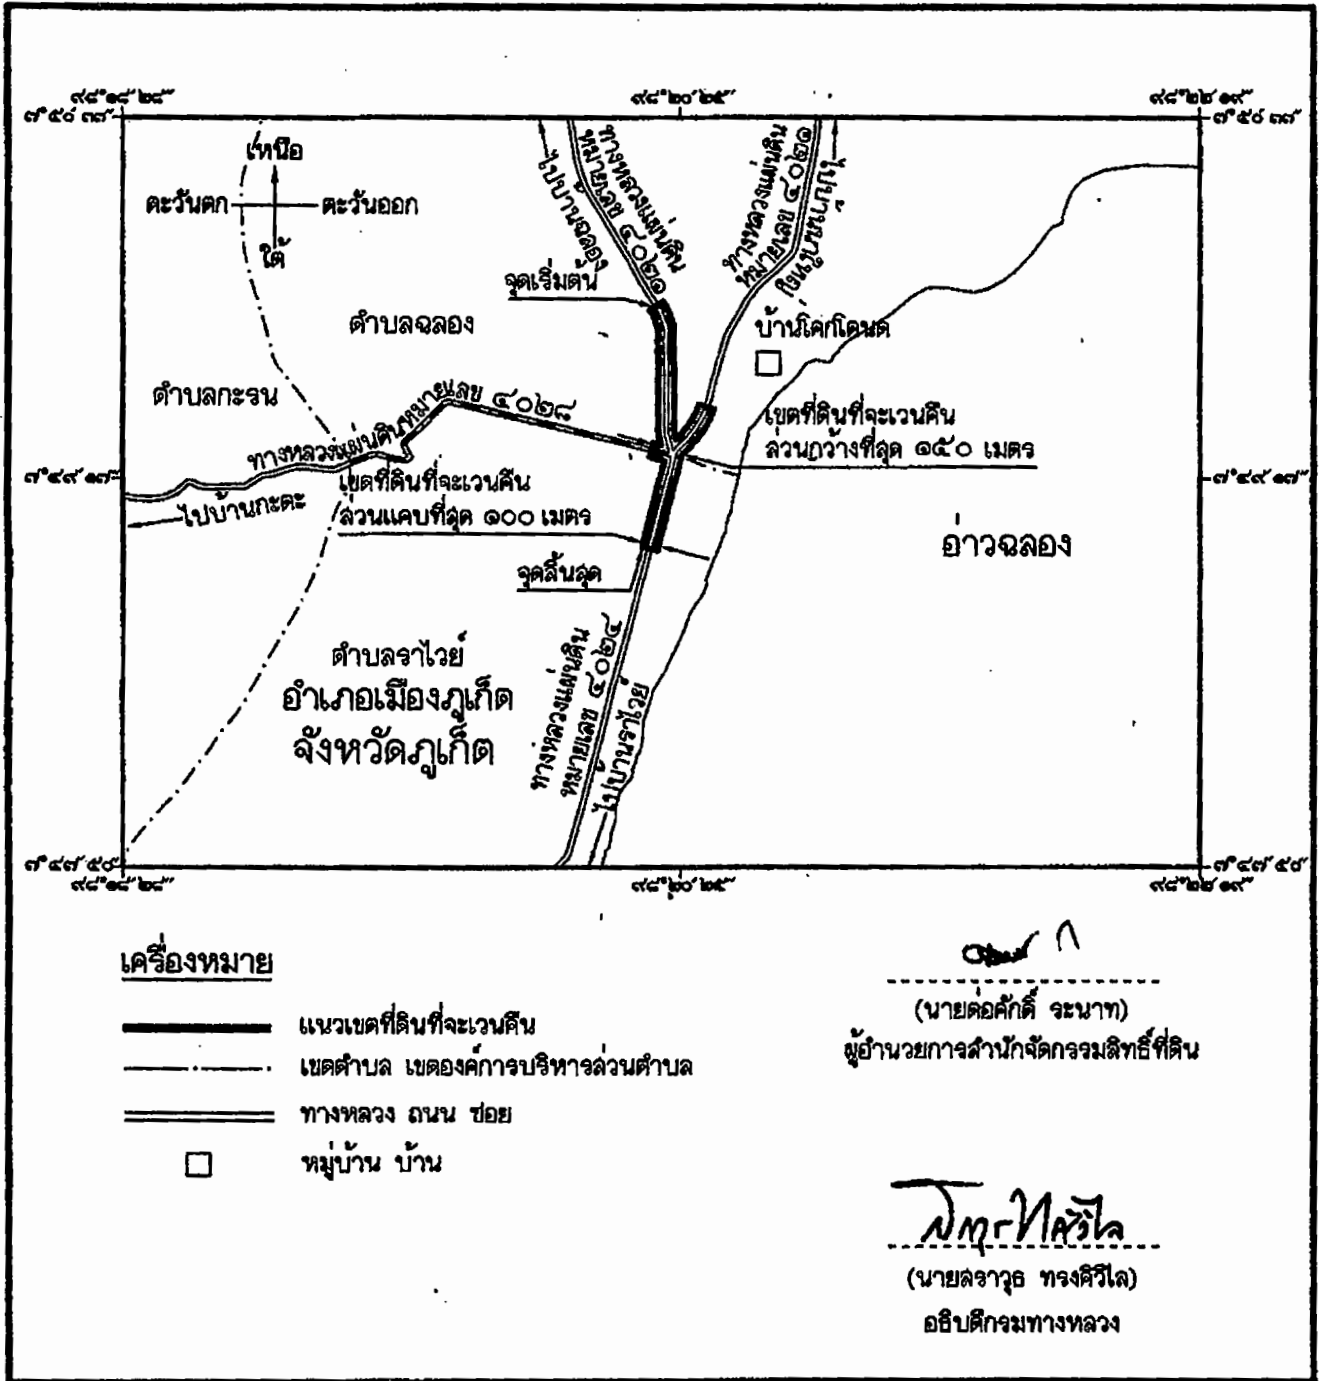 ๙๘°๑๘'๒๘"
๙๘°๒๐'๒๕"
๙๘°๒๒'๑๙"
๗°๕๐'๓๗"
๗°๕๐'๓๗"
เหนือ
ตะวันตก
ตะวันออก
ใต้
ไปบ้านฉลอง
ทางหลวงแผ่นดิน
หมายเลข ๔๐๒๑
ทางหลวงแผ่นดิน
หมายเลข ๔๐๒๑
จุดเริ่มต้น
ตำบลฉลอง
บ้านโคกโตนด
ตำบลกะรน
ทางหลวงแผ่นดินหมายเลข ๔๐๒๘
เขตที่ดินที่จะเวนคืน
ส่วนกว้างที่สุด ๑๕๐ เมตร
๗°๔๙'๑๗"
๗°๔๙'๑๗"
ไปบ้านกะตะ
เขตที่ดินที่จะเวนคืน
ส่วนแคบที่สุด ๑๐๐ เมตร
อ่าวฉลอง
จุดสิ้นสุด
ตำบลราไวย์
อำเภอเมืองภูเก็ต
จังหวัดภูเก็ต
ทางหลวงแผ่นดิน
หมายเลข ๔๐๒๔
ไปบ้านราไวย์
๗°๔๗'๕๙"
๗°๔๗'๕๙"
๙๘°๑๘'๒๘"
๙๘°๒๐'๒๕"
๙๘°๒๒'๑๙"
เครื่องหมาย
แนวเขตที่ดินที่จะเวนคืน
เขตตำบล เขตองค์การบริหารส่วนตำบล
ทางหลวง ถนน ซอย
หมู่บ้าน บ้าน
(นายต่อศักดิ์ ระนาท)
ผู้อำนวยการสำนักจัดกรรมสิทธิ์ที่ดิน
(นายสราวุธ ทรงศิวิไล)
อธิบดีกรมทางหลวง